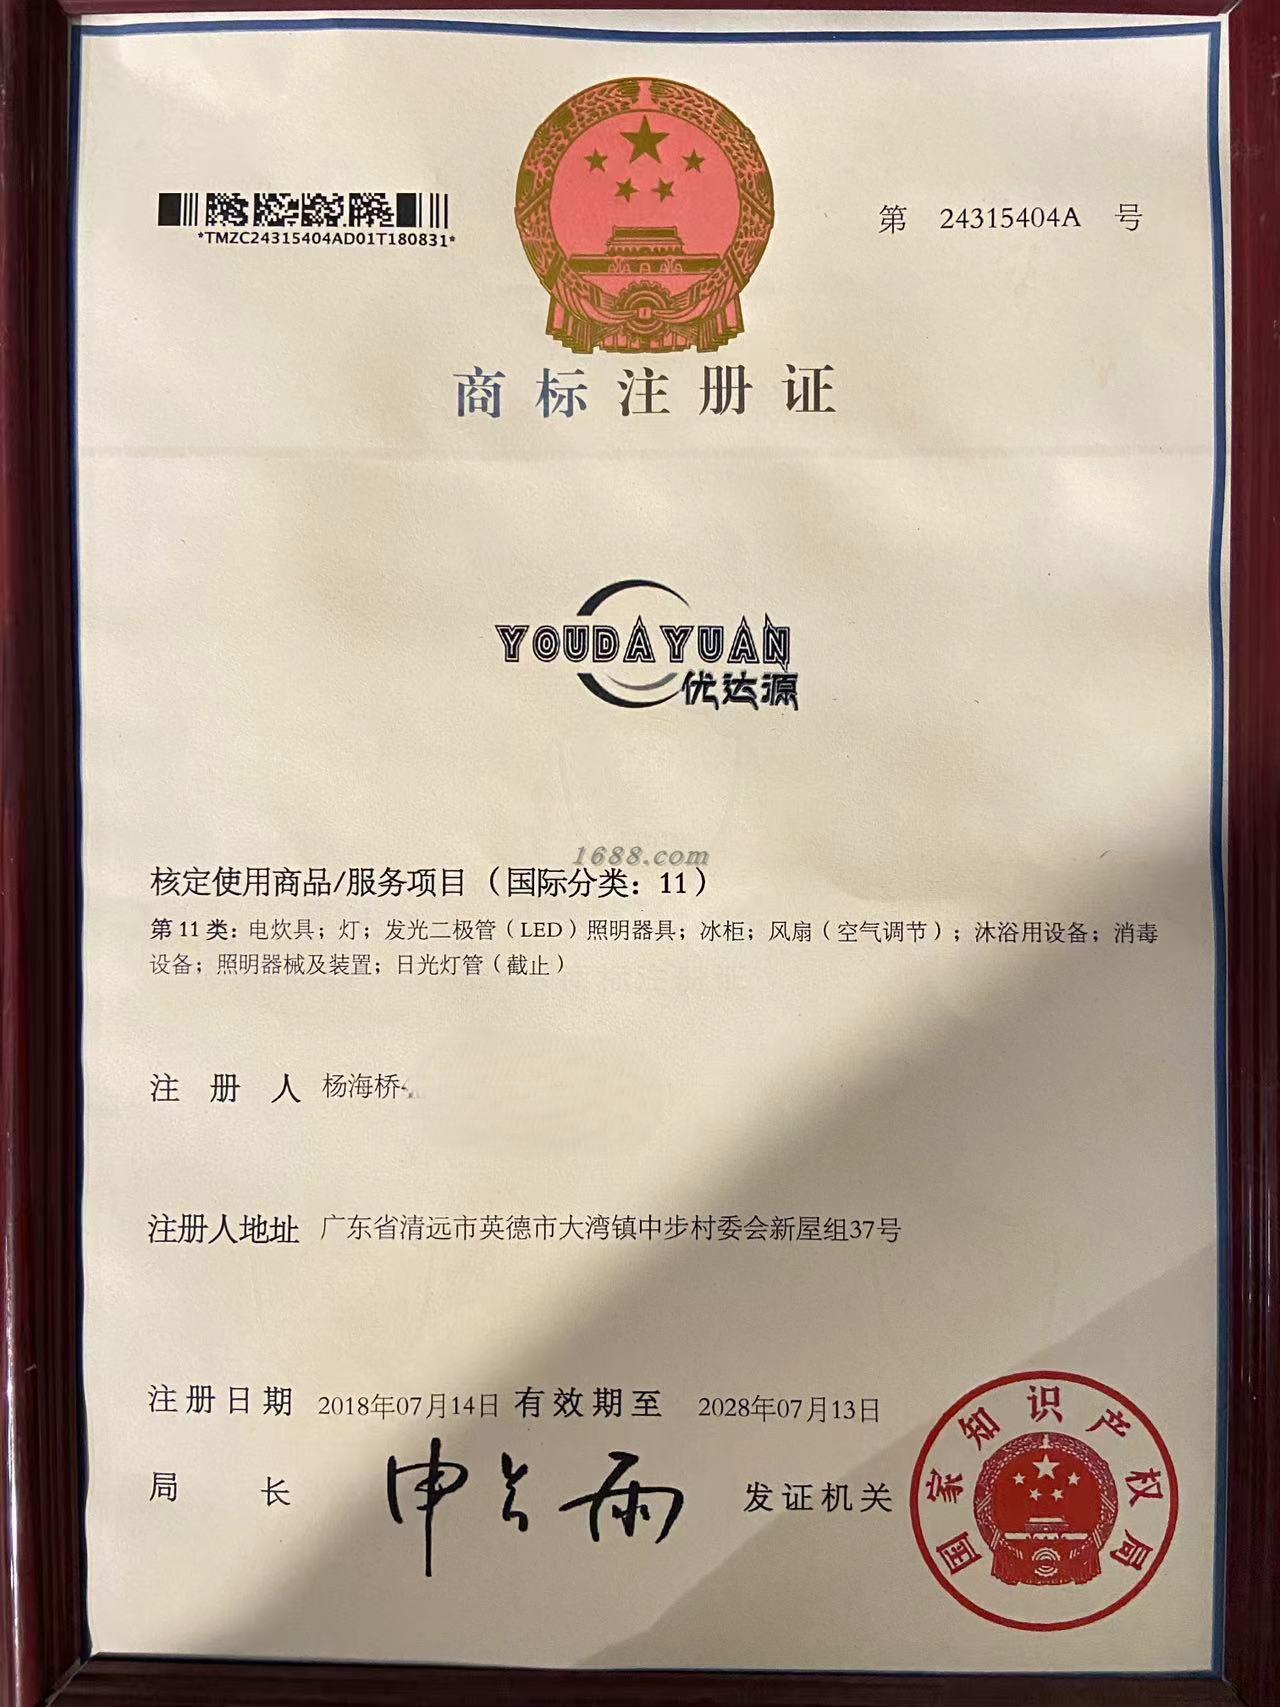 *TMZC24315404AD01T180831*
第 24315404A 号
商标注册证
YOUDAYUAN
优达源
1688.com
核定使用商品/服务项目（国际分类：11）
第11类：电炊具；灯；发光二极管（LED）照明器具；冰柜；风扇（空气调节）；沐浴用设备；消毒
设备；照明器械及装置；日光灯管（截止）
注册人 杨海桥
注册人地址 广东省清远市英德市大湾镇中步村委会新屋组37号
注册日期 2018年07月14日 有效期至 2028年07月13日
局长 申长雨 发证机关
国家知识产权局